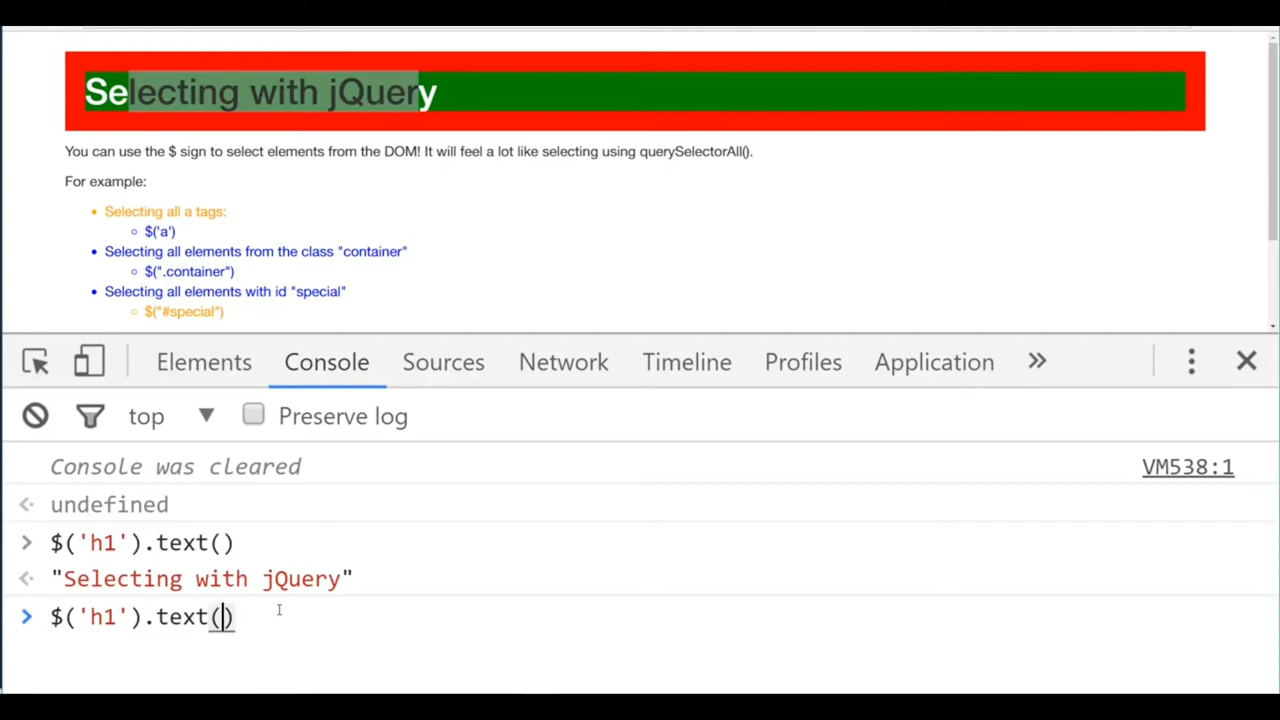 Selecting with jQuery
You can use the $ sign to select elements from the DOM! It will feel a lot like selecting using querySelectorAll().
For example:
• Selecting all a tags:
◦ $('a')
• Selecting all elements from the class "container"
◦ $(".container")
• Selecting all elements with id "special"
◦ $("#special")
Elements Console Sources Network Timeline Profiles Application »
top ▼ Preserve log
Console was cleared VM538:1
undefined
> $('h1').text()
"Selecting with jQuery"
> $('h1').text()